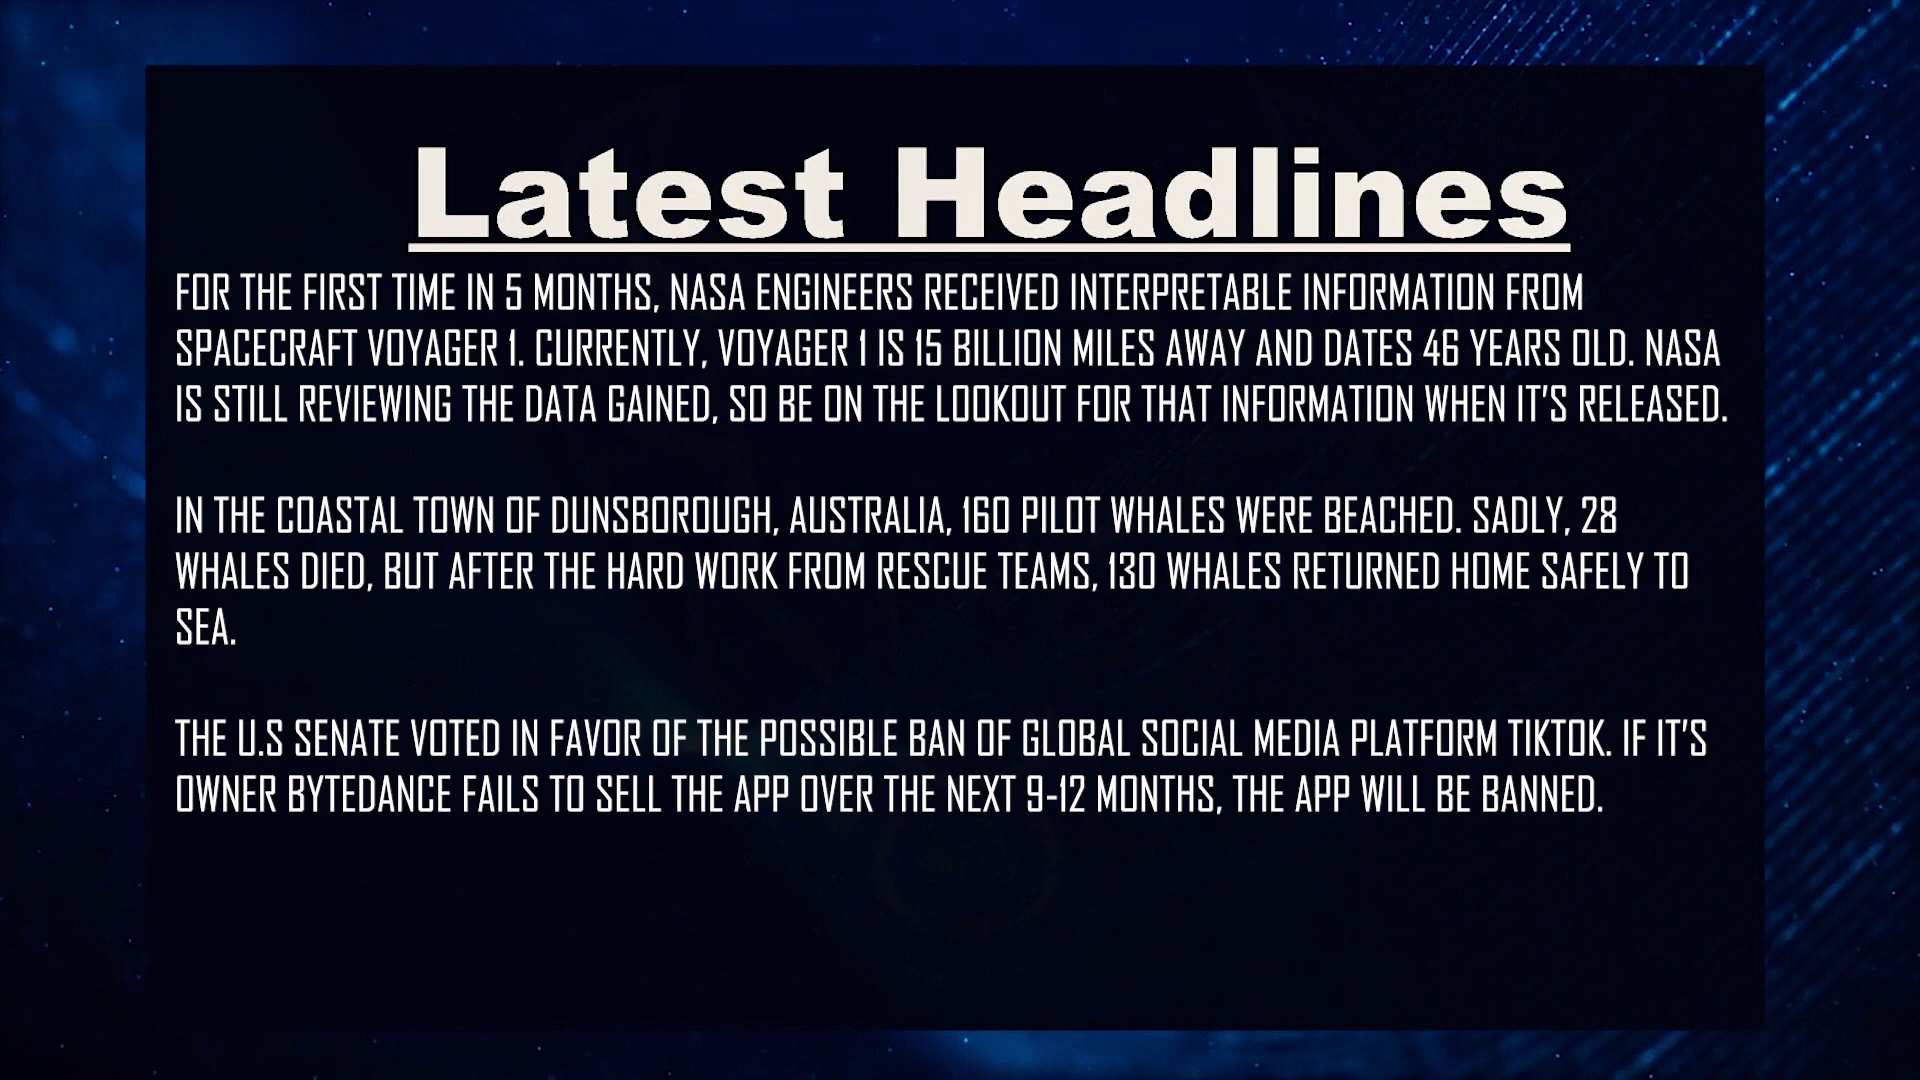 Latest Headlines
FOR THE FIRST TIME IN 5 MONTHS, NASA ENGINEERS RECEIVED INTERPRETABLE INFORMATION FROM
SPACECRAFT VOYAGER 1. CURRENTLY, VOYAGER 1 IS 15 BILLION MILES AWAY AND DATES 46 YEARS OLD. NASA
IS STILL REVIEWING THE DATA GAINED, SO BE ON THE LOOKOUT FOR THAT INFORMATION WHEN IT'S RELEASED.
IN THE COASTAL TOWN OF DUNSBOROUGH, AUSTRALIA, 160 PILOT WHALES WERE BEACHED. SADLY, 28
WHALES DIED, BUT AFTER THE HARD WORK FROM RESCUE TEAMS, 130 WHALES RETURNED HOME SAFELY TO
SEA.
THE U.S SENATE VOTED IN FAVOR OF THE POSSIBLE BAN OF GLOBAL SOCIAL MEDIA PLATFORM TIKTOK. IF IT'S
OWNER BYTEDANCE FAILS TO SELL THE APP OVER THE NEXT 9-12 MONTHS, THE APP WILL BE BANNED.